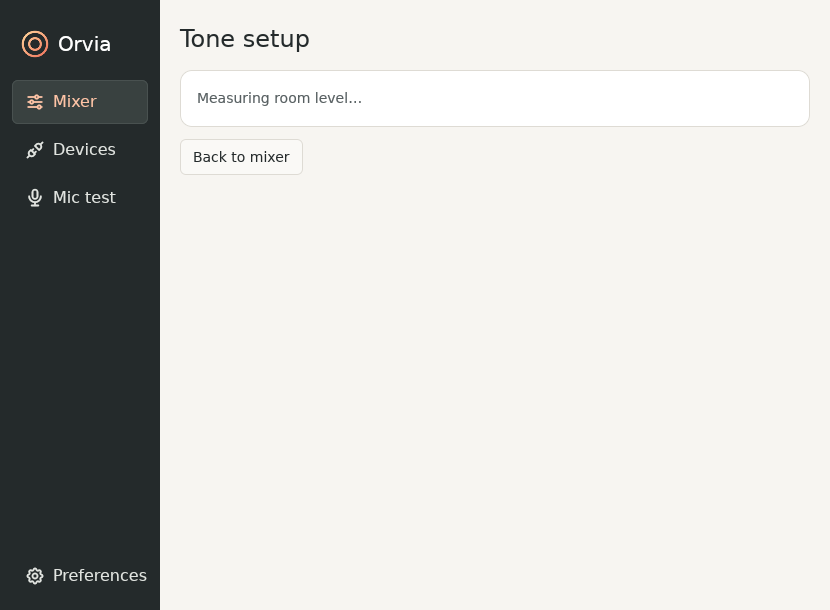 Orvia
Mixer
Devices
Mic test
Preferences
Tone setup
Measuring room level...
Back to mixer